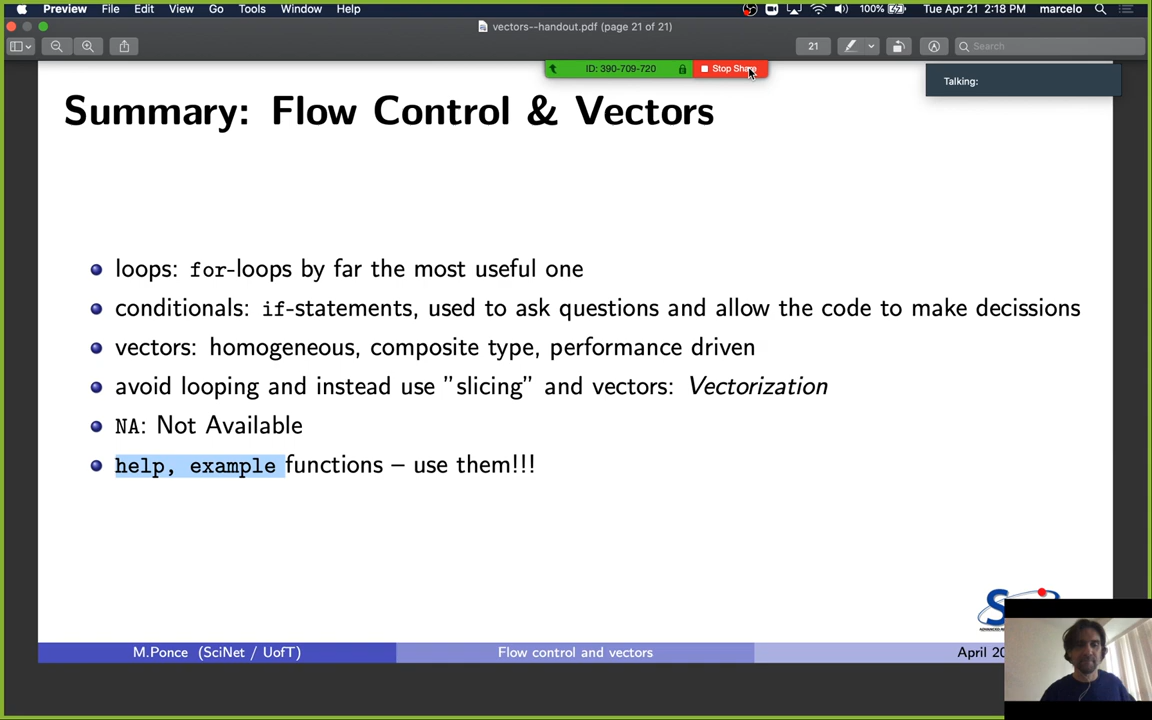 Preview File Edit View Go Tools Window Help 100% Tue Apr 21 2:18 PM marcelo
vectors--handout.pdf (page 21 of 21)
21 Search
ID: 390-709-720 Stop Share
Talking:
Summary: Flow Control & Vectors
loops: for-loops by far the most useful one
conditionals: if-statements, used to ask questions and allow the code to make decissions
vectors: homogeneous, composite type, performance driven
avoid looping and instead use ”slicing” and vectors: Vectorization
NA: Not Available
help, example functions – use them!!!
M.Ponce (SciNet / UofT) Flow control and vectors April 20